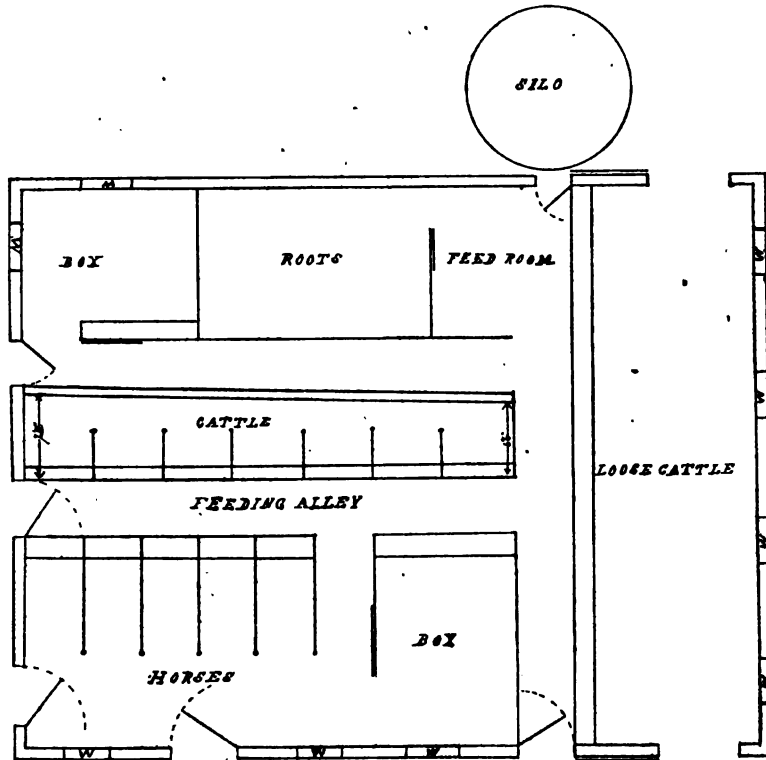 SILO
W
W
BOX
ROOTS
FEED ROOM
W
W
CATTLE
LOOSE CATTLE
FEEDING ALLEY
W
BOX
HORSES
W
W
W